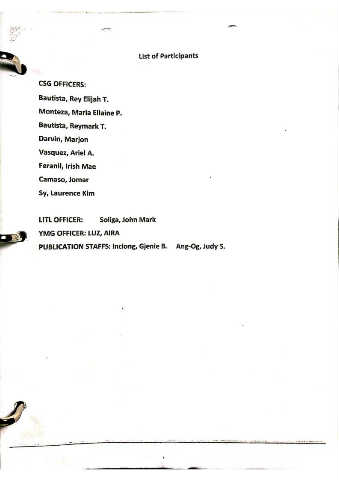 List of Participants
CSG OFFICERS:
Bautista, Rey Elijah T.
Monteza, Maria Ellaine P.
Bautista, Reymark T.
Darvin, Marjon
Vasquez, Ariel A.
Feranil, Irish Mae
Camaso, Jomar
Sy, Laurence Kim
LITL OFFICER: Soliga, John Mark
YMG OFFICER: LUZ, AIRA
PUBLICATION STAFFS: Inciong, Gjenie B. Ang-Og, Judy S.